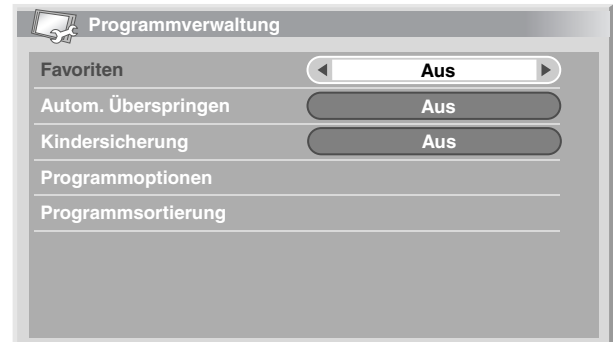 Programmverwaltung
Favoriten Aus
Autom. Überspringen Aus
Kindersicherung Aus
Programmoptionen
Programmsortierung